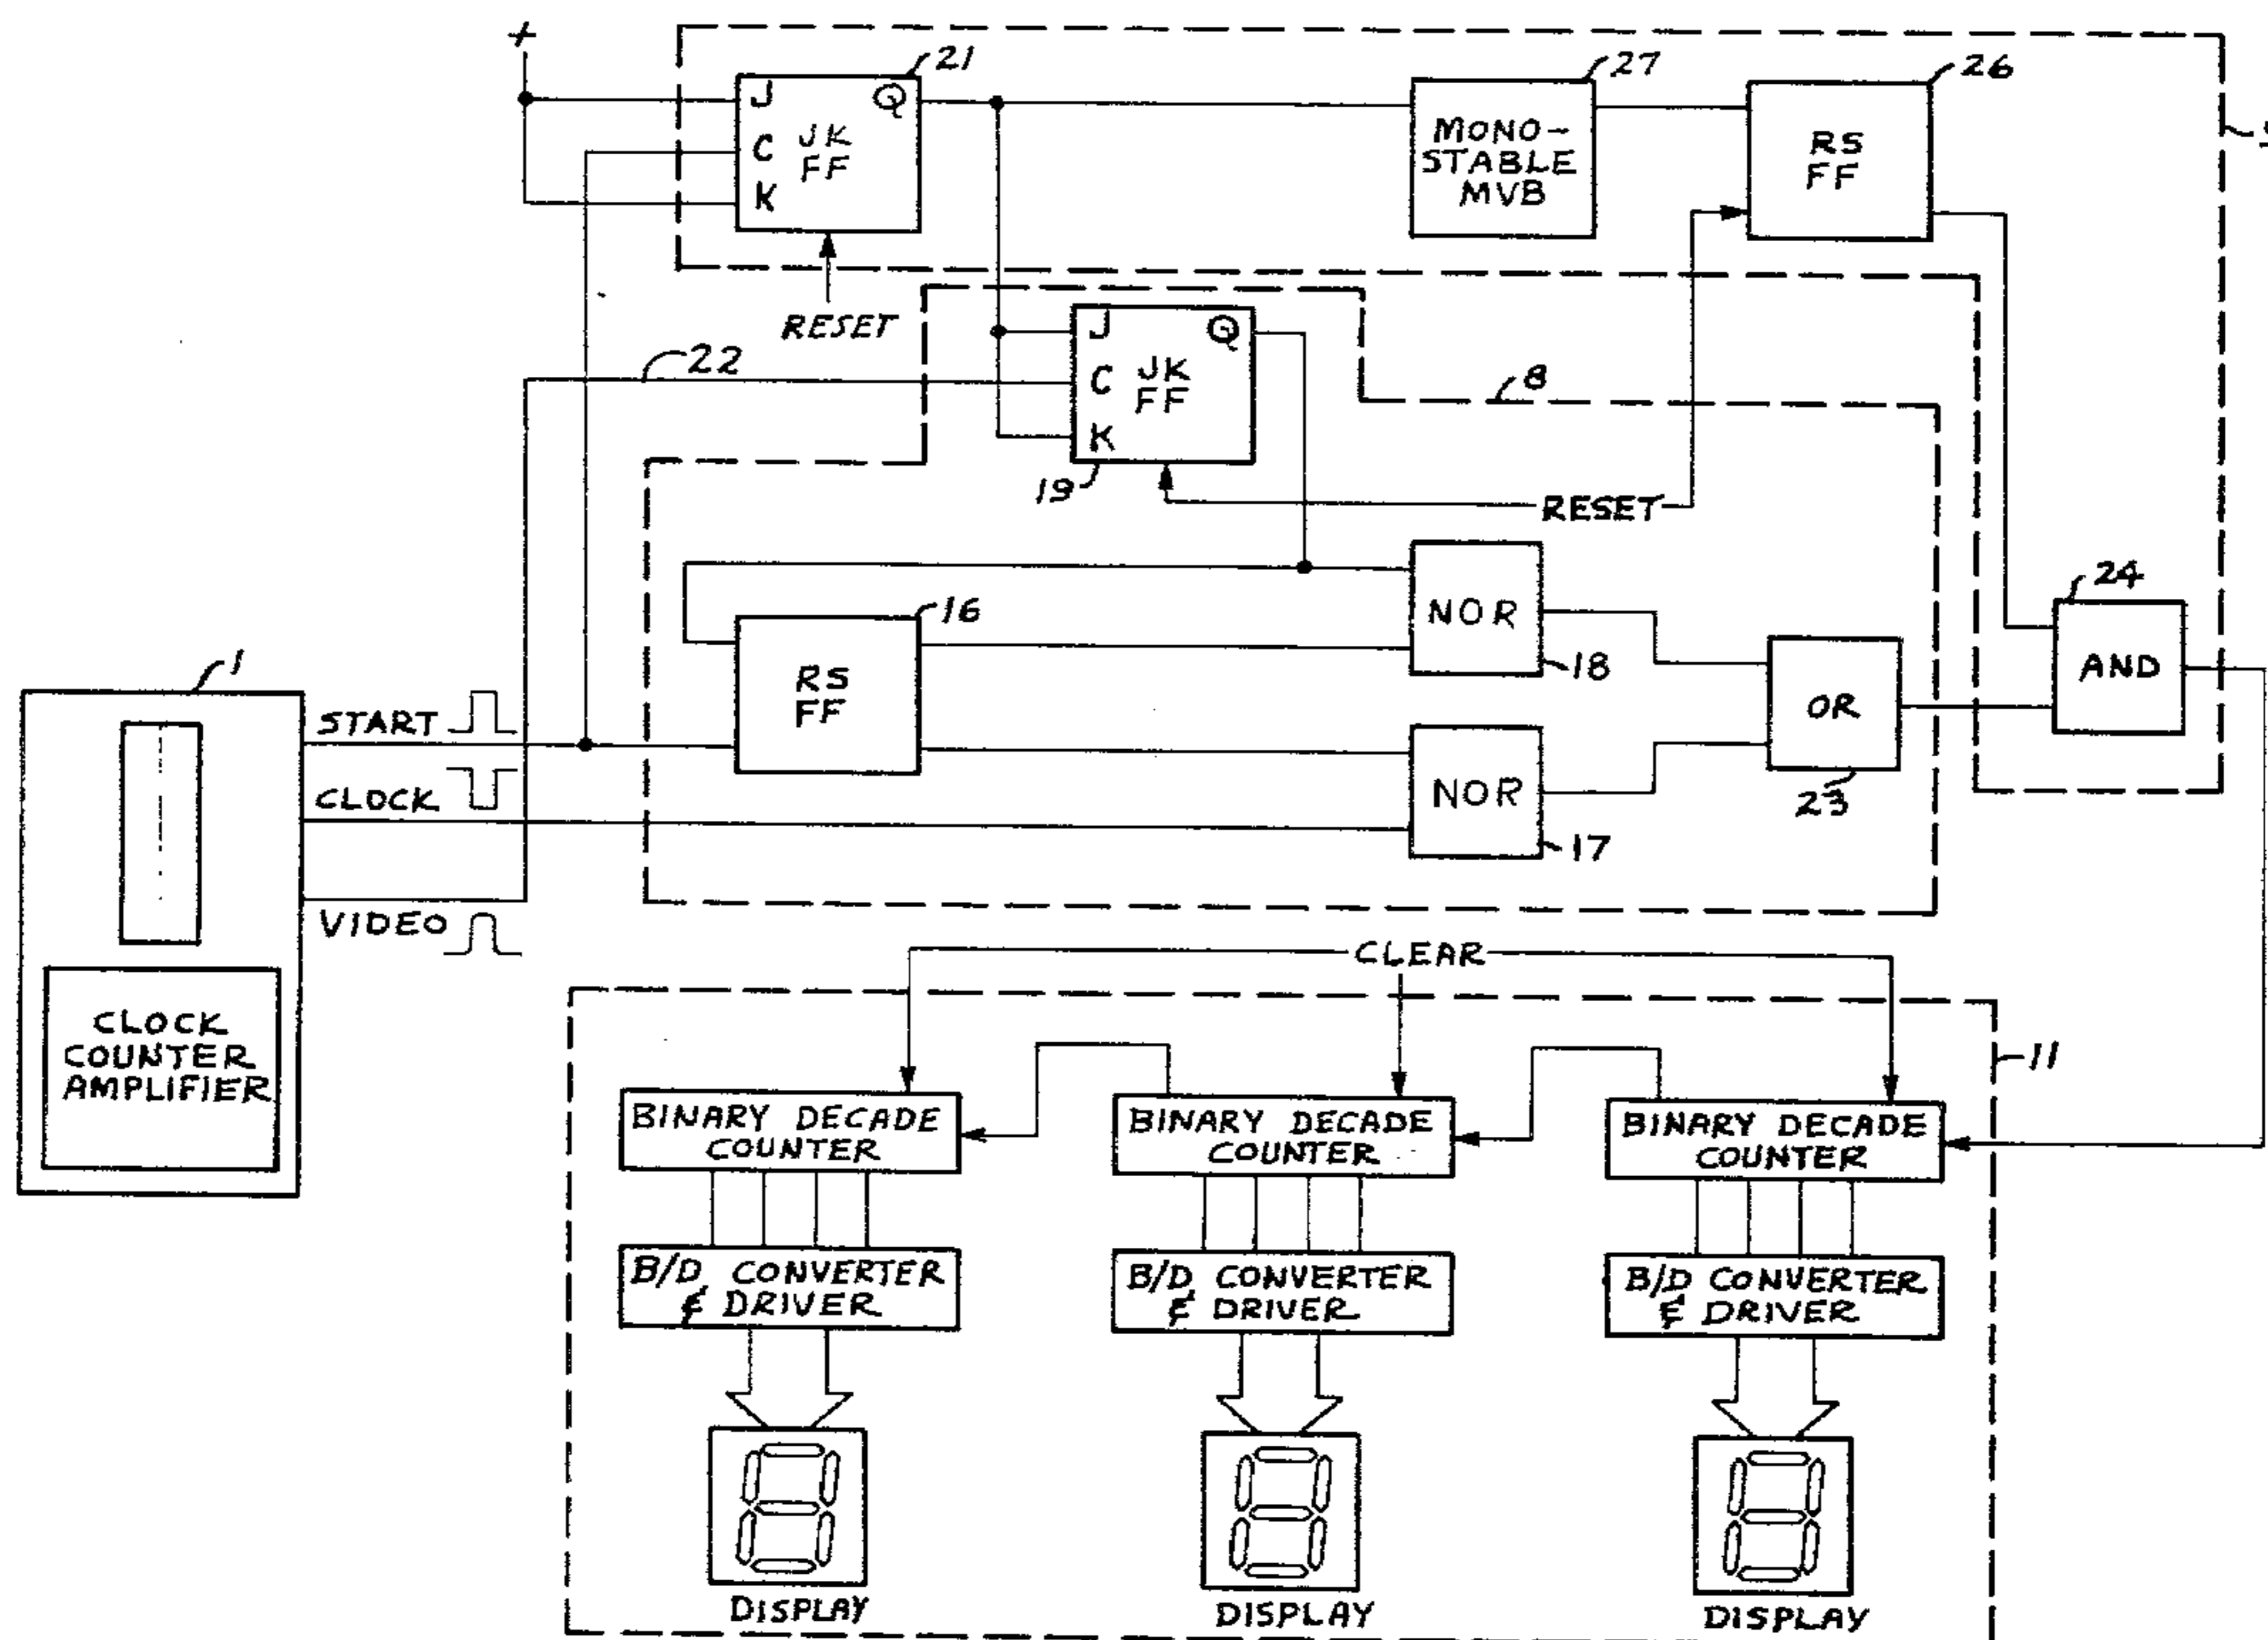 +
21
27
26
J
Q
C
K
JK
FF
MONO-
STABLE
MVB
RS
FF
RESET
22
J
Q
C
K
JK
FF
8
19
RESET
16
RS
FF
NOR
18
24
AND
OR
23
NOR
17
1
START
CLOCK
VIDEO
CLOCK
COUNTER
AMPLIFIER
CLEAR
11
BINARY DECADE
COUNTER
BINARY DECADE
COUNTER
BINARY DECADE
COUNTER
B/D CONVERTER
& DRIVER
B/D CONVERTER
& DRIVER
B/D CONVERTER
& DRIVER
DISPLAY
DISPLAY
DISPLAY